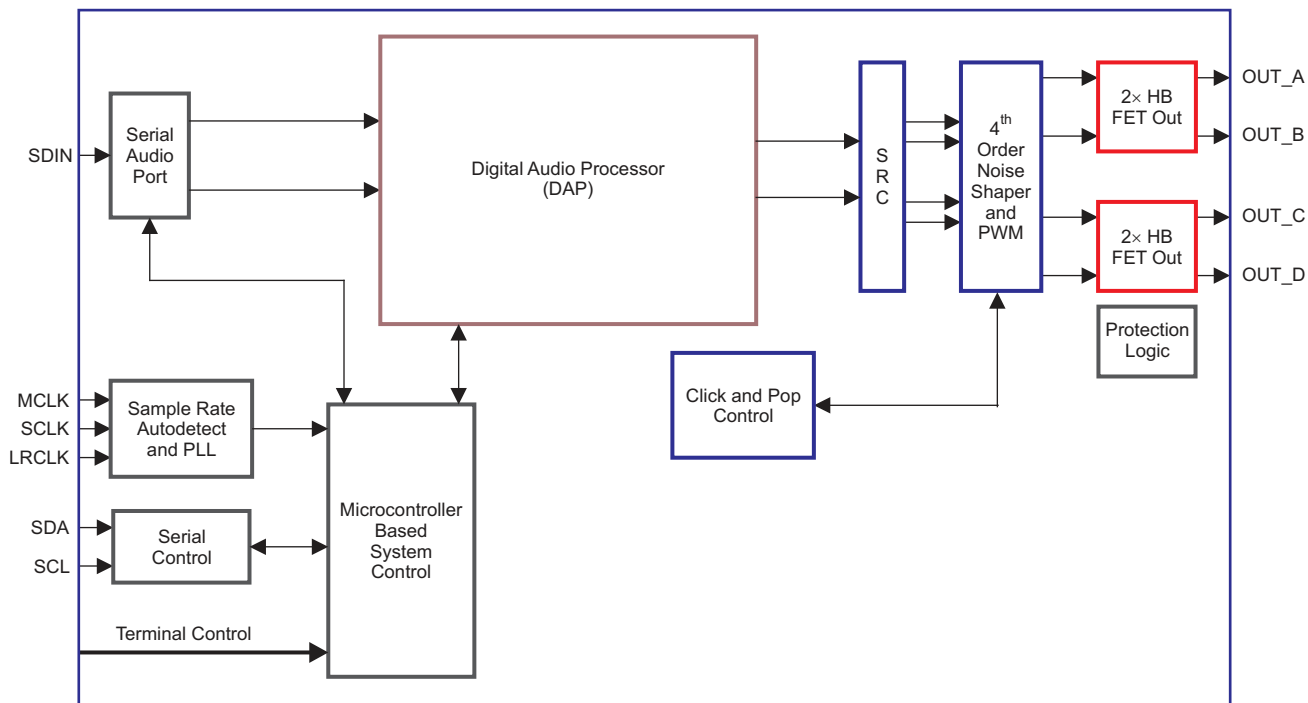 SDIN
Serial
Audio
Port
Digital Audio Processor
(DAP)
S
R
C
4th
Order
Noise
Shaper
and
PWM
2× HB
FET Out
OUT_A
OUT_B
2× HB
FET Out
OUT_C
OUT_D
Protection
Logic
Click and Pop
Control
MCLK
SCLK
LRCLK
Sample Rate
Autodetect
and PLL
SDA
SCL
Serial
Control
Microcontroller
Based
System
Control
Terminal Control